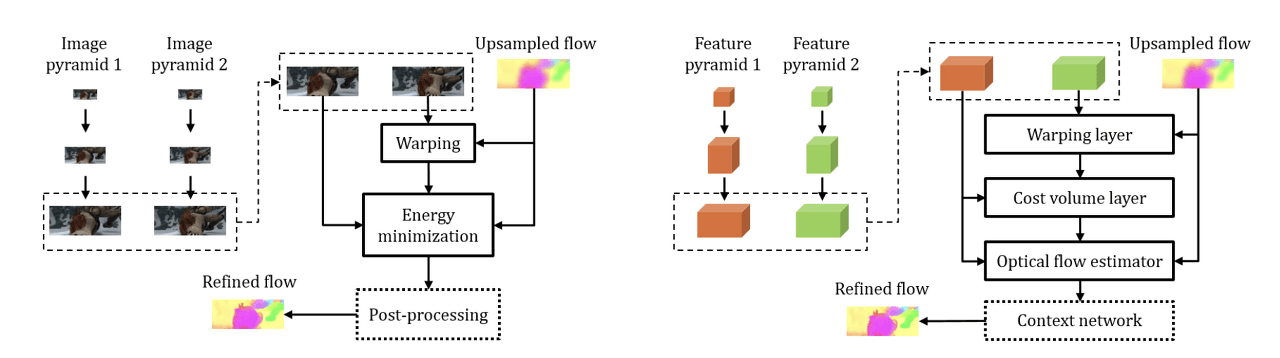 Image
pyramid 1
Image
pyramid 2
Upsampled flow
Warping
Energy
minimization
Refined flow
Post-processing
Feature
pyramid 1
Feature
pyramid 2
Upsampled flow
Warping layer
Cost volume layer
Optical flow estimator
Refined flow
Context network